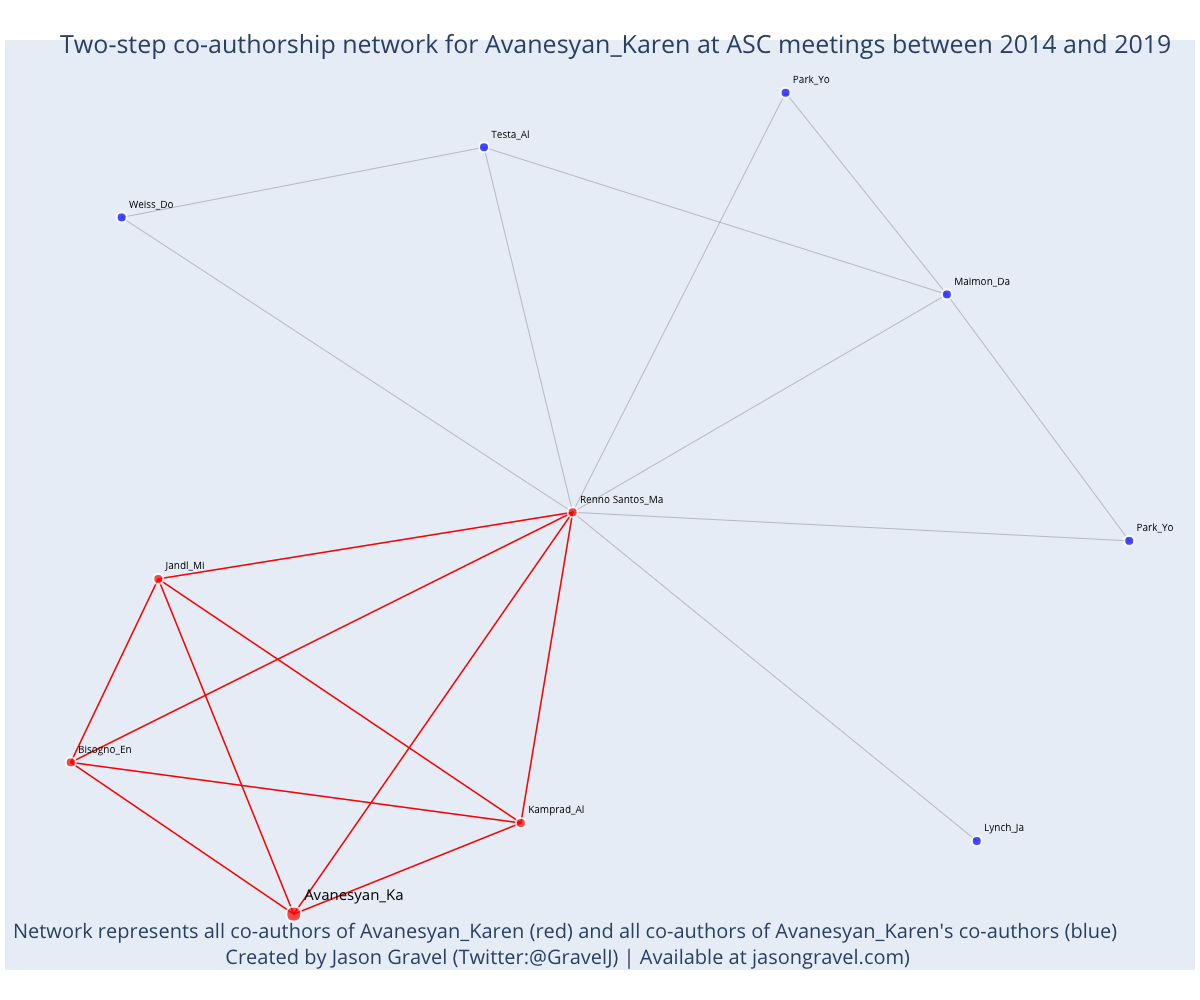 Two-step co-authorship network for Avanesyan_Karen at ASC meetings between 2014 and 2019
Park_Yo
Testa_Al
Weiss_Do
Maimon_Da
Renno Santos_Ma
Park_Yo
Jandl_Mi
Bisogno_En
Kamprad_Al
Lynch_Ja
Avanesyan_Ka
Network represents all co-authors of Avanesyan_Karen (red) and all co-authors of Avanesyan_Karen's co-authors (blue)
Created by Jason Gravel (Twitter:@GravelJ) | Available at jasongravel.com)